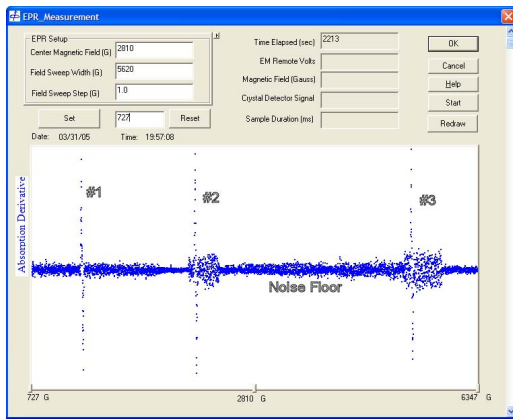 EPR_Measurement
EPR Setup
Center Magnetic Field (G) 2810
Field Sweep Width (G) 5620
Field Sweep Step (G) 1.0
Set 727 Reset
Date: 03/31/05 Time: 19:57:08
Time Elapsed (sec) 2213
EM Remote Volts
Magnetic Field (Gauss)
Crystal Detector Signal
Sample Duration (ms)
OK
Cancel
Help
Start
Redraw
Absorption Derivative
#1
#2
#3
Noise Floor
727 G 2810 G 6347 G